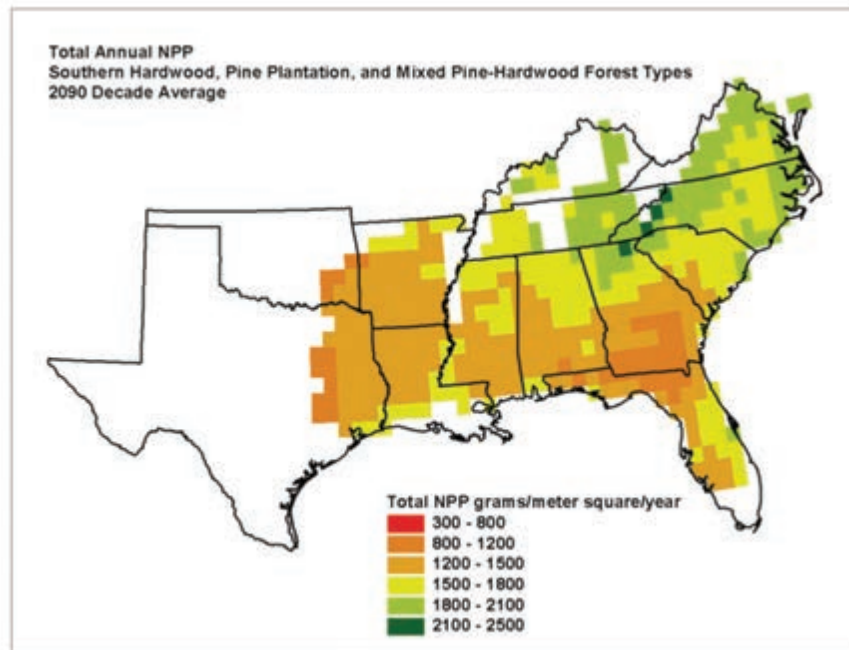 Total Annual NPP
Southern Hardwood, Pine Plantation, and Mixed Pine-Hardwood Forest Types
2090 Decade Average
Total NPP grams/meter square/year
300 - 800
800 - 1200
1200 - 1500
1500 - 1800
1800 - 2100
2100 - 2500